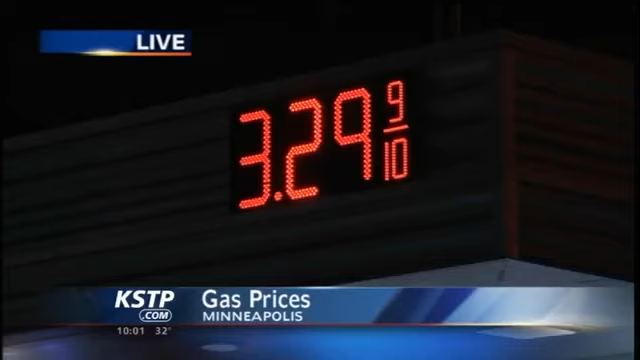 LIVE
3.29 9/10
KSTP
.COM
Gas Prices
MINNEAPOLIS
10:01 32°